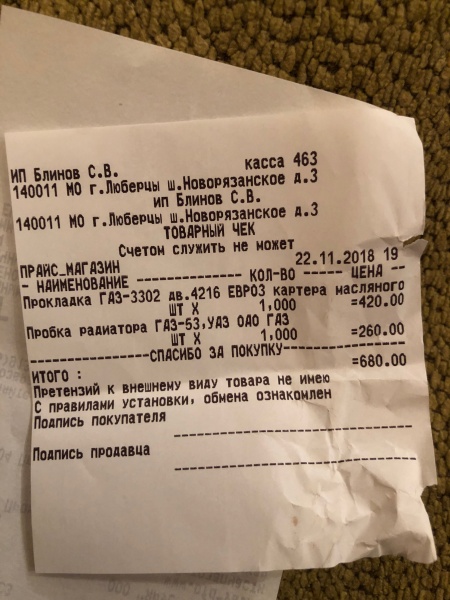 ИП Блинов С.В. касса 463
140011 МО г.Люберцы ш.Новорязанское д.3
ип Блинов С.В.
140011 МО г.Люберцы ш.Новорязанское д.3
ТОВАРНЫЙ ЧЕК
Счетом служить не может
ПРАЙС_МАГАЗИН 22.11.2018 19
- НАИМЕНОВАНИЕ ------------- КОЛ-ВО ----- ЦЕНА --
Прокладка ГАЗ-3302 дв.4216 ЕВРО3 картера масляного
ШТ X 1,000 =420.00
Пробка радиатора ГАЗ-53,УАЗ ОАО ГАЗ
ШТ X 1,000 =260.00
---------------СПАСИБО ЗА ПОКУПКУ---------------
ИТОГО : =680.00
Претензий к внешнему виду товара не имею
С правилами установки, обмена ознакомлен
Подпись покупателя
Подпись продавца